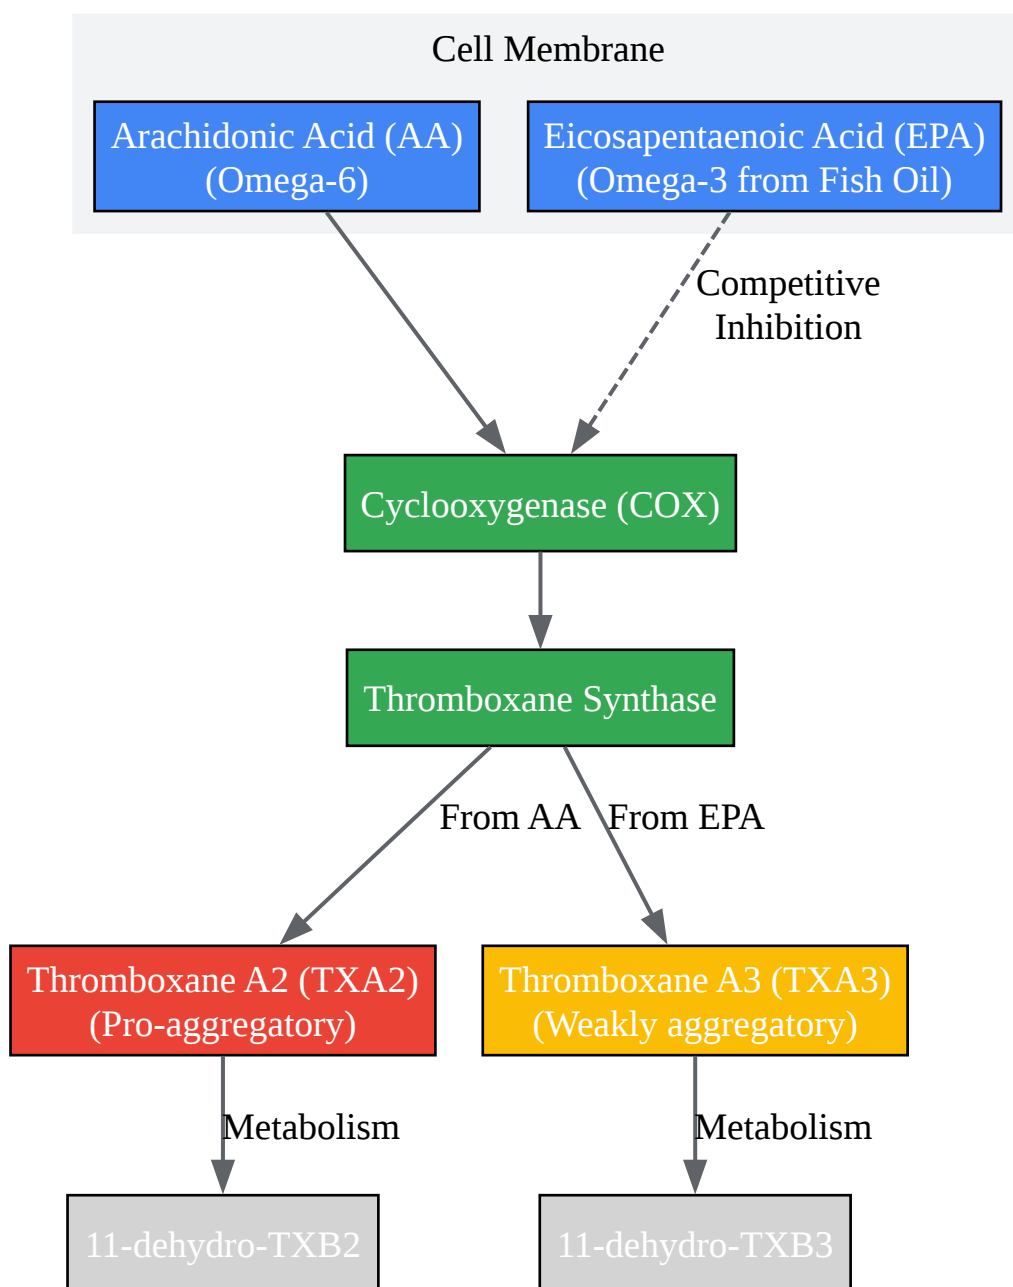 Cell Membrane
Arachidonic Acid (AA)
(Omega-6)
Eicosapentaenoic Acid (EPA)
(Omega-3 from Fish Oil)
Competitive
Inhibition
Cyclooxygenase (COX)
Thromboxane Synthase
From AA
From EPA
Thromboxane A2 (TXA2)
(Pro-aggregatory)
Thromboxane A3 (TXA3)
(Weakly aggregatory)
Metabolism
Metabolism
11-dehydro-TXB2
11-dehydro-TXB3